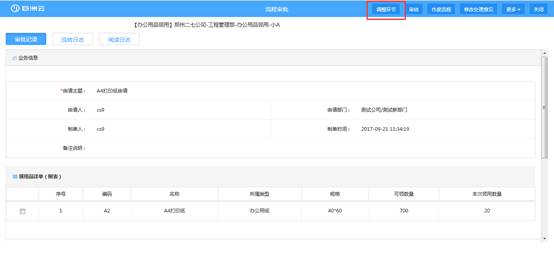 欧洲云 流程审批 调整环节 审核 作废流程 修改处理意见 更多 关闭
【办公用品领用】郑州二七公司-工程管理部-办公用品领用-小A
审批记录 流转日志 阅读日志
业务信息
*申请主题: A4打印纸申请
申请人: cs9 申请部门: 测试公司/测试新部门
制单人: cs9 制单时间: 2017-09-21 11:34:19
备注说明:
领用品详单(附表)
序号 编码 名称 所属类型 规格 可领数量 本次领用数量
1 A2 A4打印纸 办公用纸 40*60 700 20